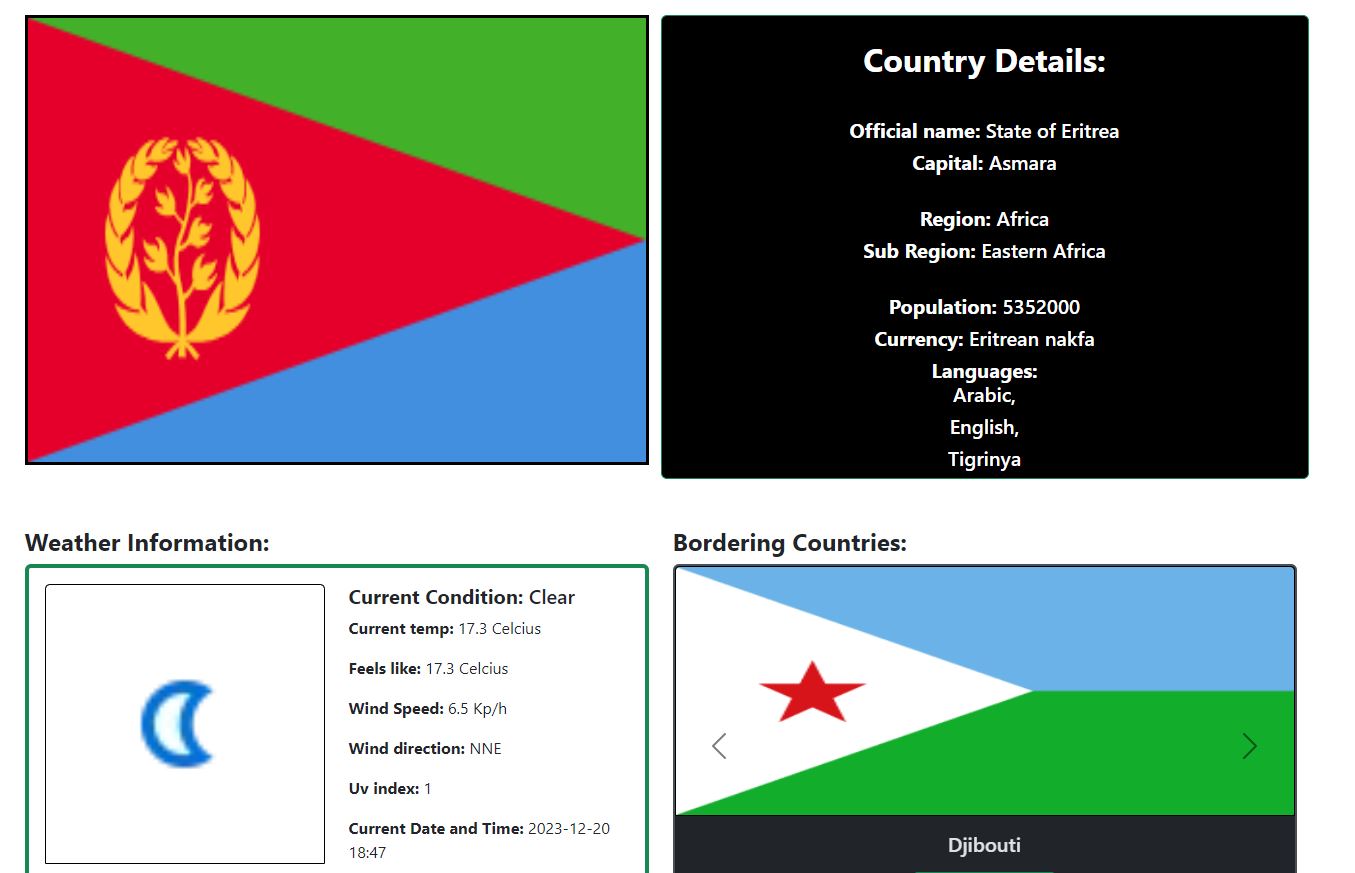 Country Details:
Official name: State of Eritrea
Capital: Asmara
Region: Africa
Sub Region: Eastern Africa
Population: 5352000
Currency: Eritrean nakfa
Languages:
Arabic,
English,
Tigrinya
Weather Information:
Current Condition: Clear
Current temp: 17.3 Celcius
Feels like: 17.3 Celcius
Wind Speed: 6.5 Kp/h
Wind direction: NNE
Uv index: 1
Current Date and Time: 2023-12-20
18:47
Bordering Countries:
Djibouti